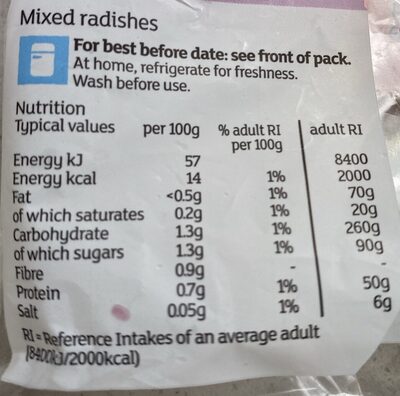 Mixed radishes
For best before date: see front of pack.
At home, refrigerate for freshness.
Wash before use.
Nutrition
Typical values per 100g % adult RI per 100g adult RI
Energy kJ 57 8400
Energy kcal 14 1% 2000
Fat <0.5g 1% 70g
of which saturates 0.2g 1% 20g
Carbohydrate 1.3g 1% 260g
of which sugars 1.3g 1% 90g
Fibre 0.9g - -
Protein 0.7g 1% 50g
Salt 0.05g 1% 6g
RI = Reference Intakes of an average adult
(8400kJ/2000kcal)